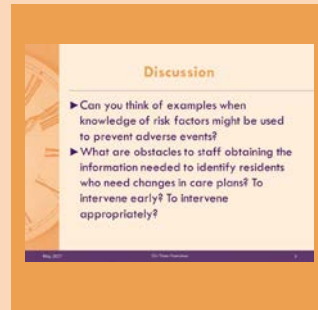 Discussion
►Can you think of examples when
knowledge of risk factors might be used
to prevent adverse events?
►What are obstacles to staff obtaining the
information needed to identify residents
who need changes in care plans? To
intervene early? To intervene
appropriately?
May 2017